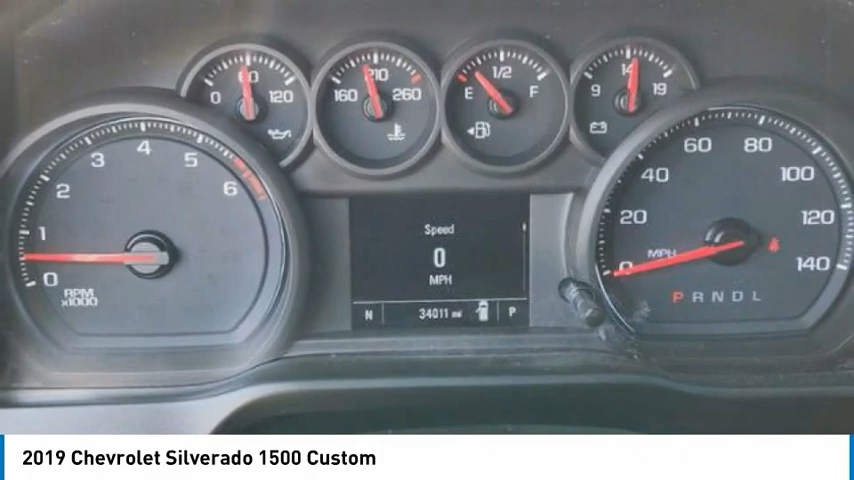 0 60 120
160 210 260
E 1/2 F
9 14 19
0 1 2 3 4 5 6
RPM
x1000
Speed
0
MPH
N 34011 mi P
0 20 40 60 80 100 120 140
MPH
P R N D L
2019 Chevrolet Silverado 1500 Custom